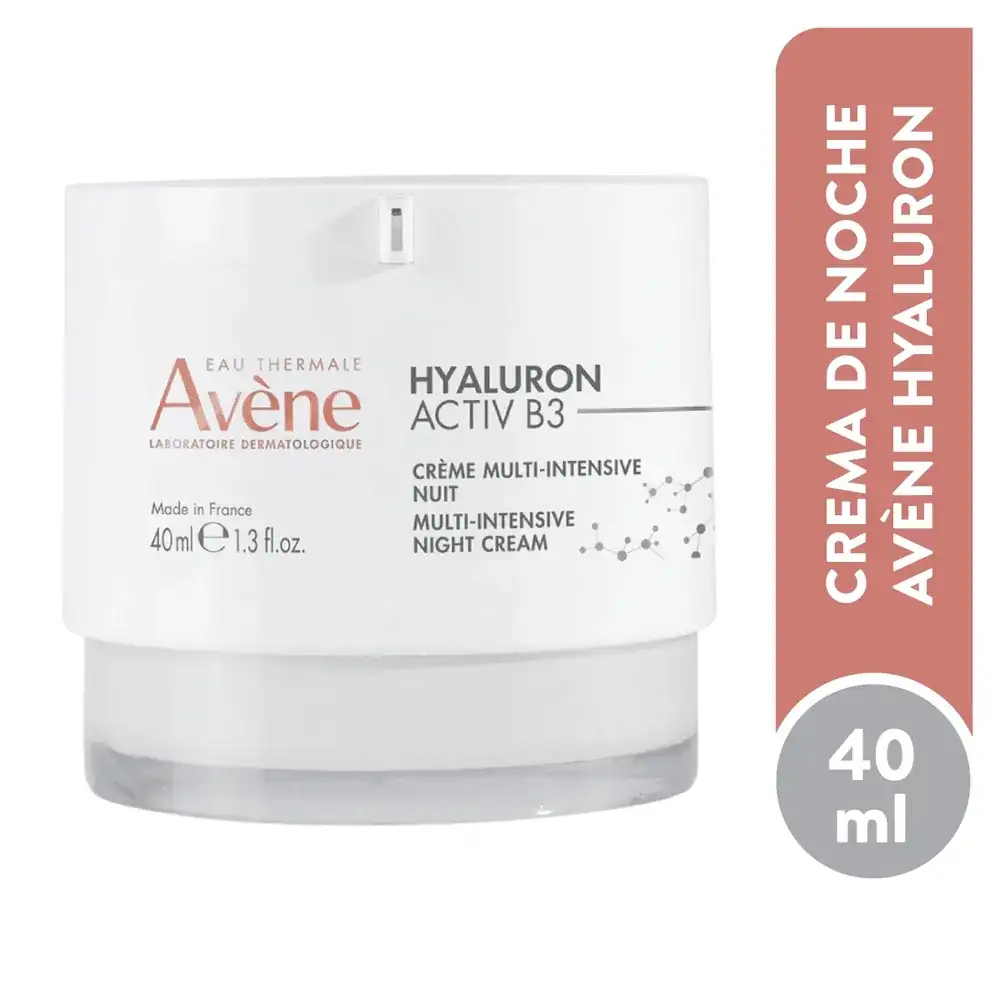 EAU THERMALE
Avène
LABORATOIRE DERMATOLOGIQUE
Made in France
40 ml e 1.3 fl.oz.
HYALURON
ACTIV B3
CRÈME MULTI-INTENSIVE
NUIT
MULTI-INTENSIVE
NIGHT CREAM
CREMA DE NOCHE
AVÈNE HYALURON
40
ml